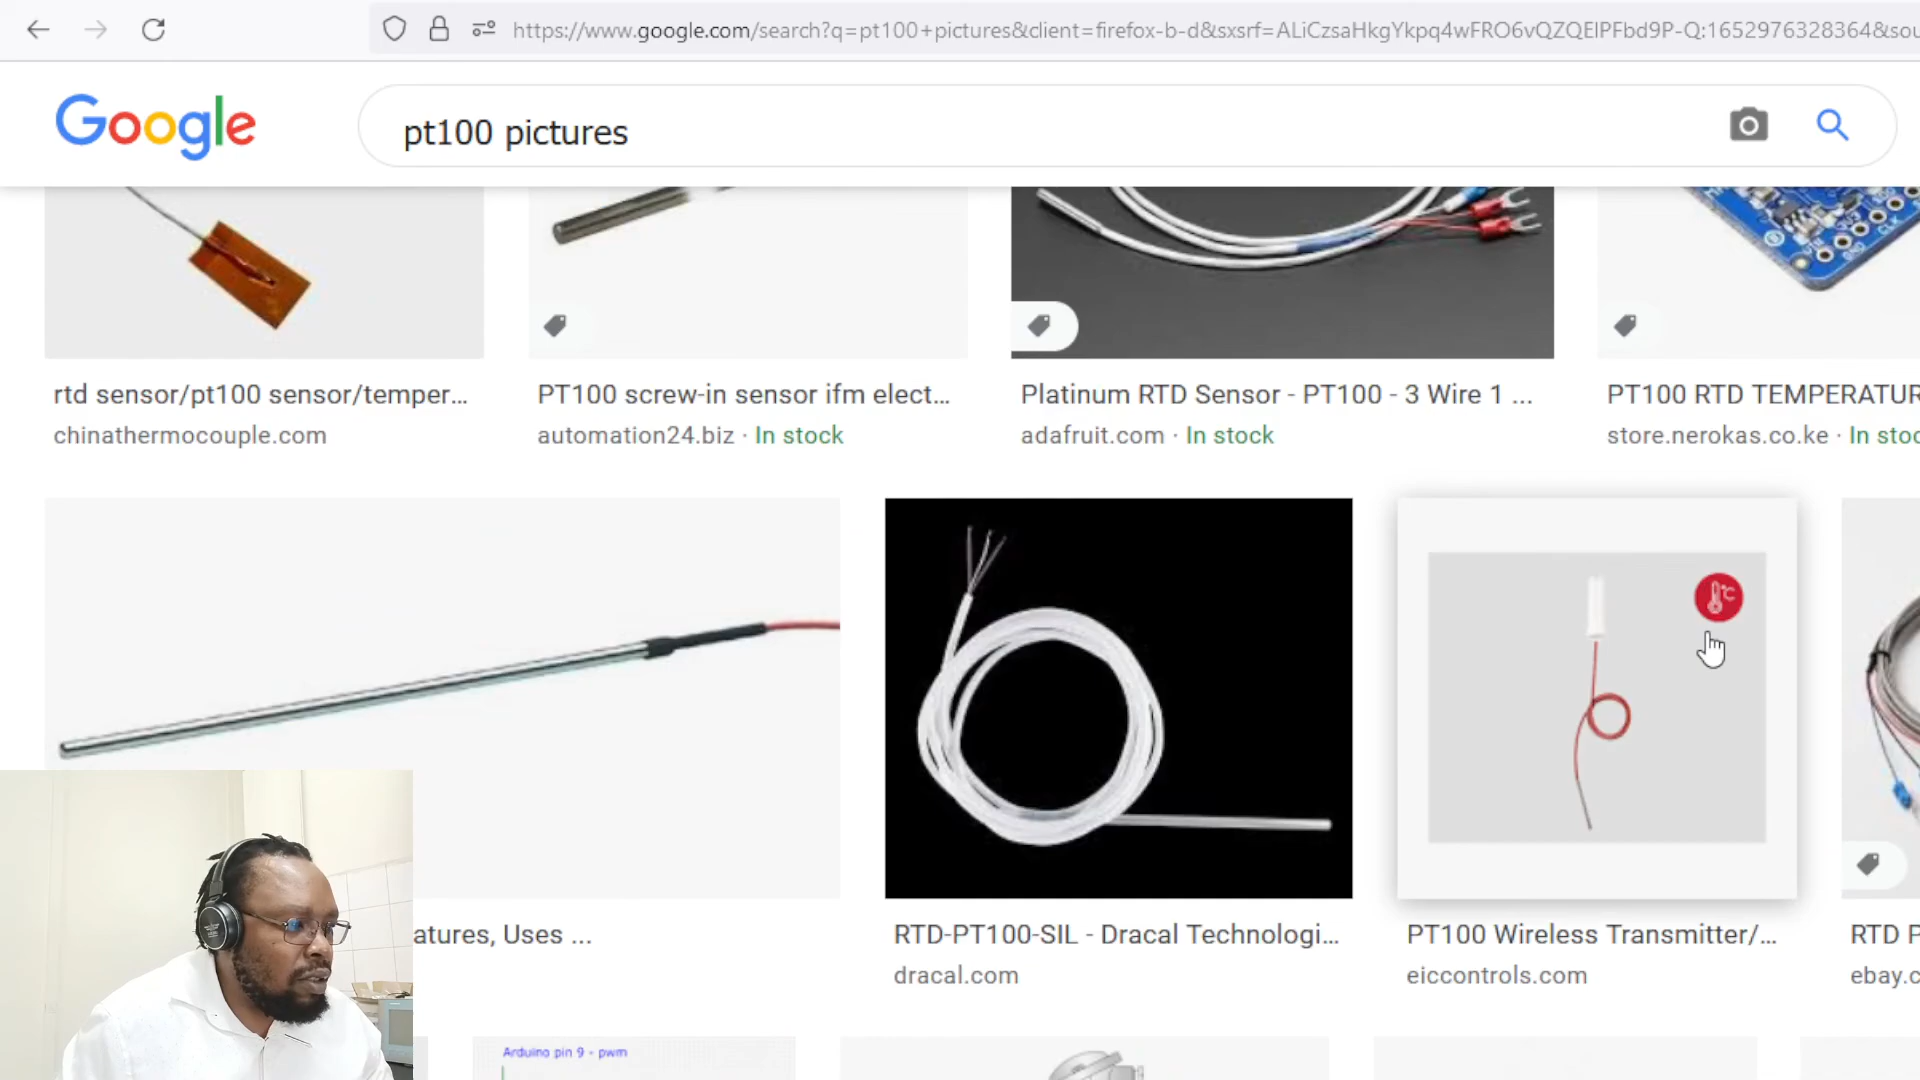 https://www.google.com/search?q=pt100+pictures&client=firefox-b-d&sxsrf=ALiCzsaHkgYkpq4wFRO6vQZQElPFbd9P-Q:1652976328364&sou
Google
pt100 pictures
rtd sensor/pt100 sensor/temper...
chinathermocouple.com
PT100 screw-in sensor ifm elect...
automation24.biz · In stock
Platinum RTD Sensor - PT100 - 3 Wire 1 ...
adafruit.com · In stock
PT100 RTD TEMPERATUR
store.nerokas.co.ke · In stoc
atures, Uses ...
RTD-PT100-SIL - Dracal Technologi...
dracal.com
°C
PT100 Wireless Transmitter/...
eiccontrols.com
RTD P
ebay.c
Arduino pin 9 - pwm